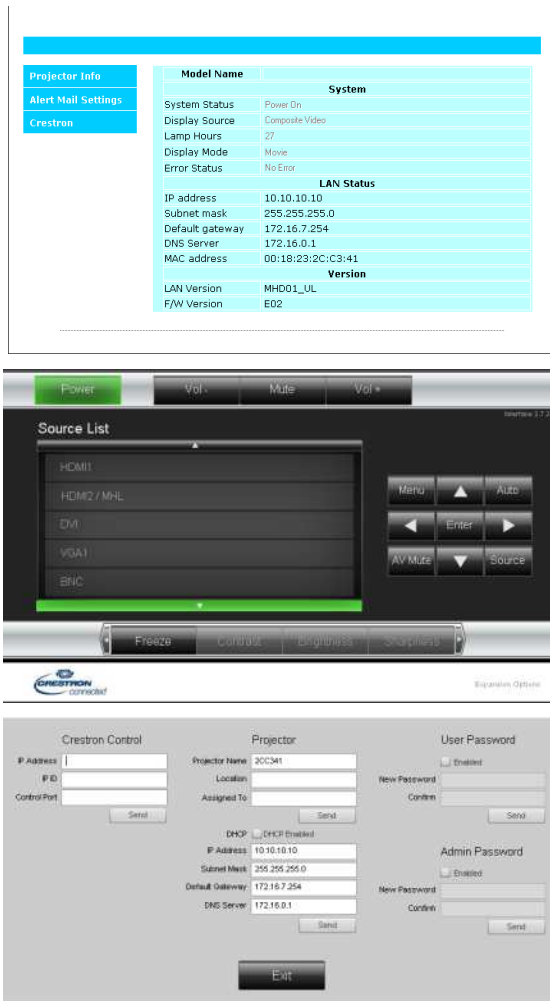 Projector Info
Alert Mail Settings
Crestron
Model Name
System
System Status Power On
Display Source Composite Video
Lamp Hours 27
Display Mode Movie
Error Status No Error
LAN Status
IP address 10.10.10.10
Subnet mask 255.255.255.0
Default gateway 172.16.7.254
DNS Server 172.16.0.1
MAC address 00:18:23:2C:C3:41
Version
LAN Version MHD01_UL
F/W Version E02
Power Vol - Mute Vol +
Source List
HDMI1
HDMI2 / MHL
DVI
VGA1
BNC
Menu Auto
Enter
AV Mute Source
Freeze Contrast Brightness Sharpness
CRESTRON
connected
Expansion Options
Crestron Control Projector User Password
IP Address Projector Name 2CC341 Enabled
IP ID Location New Password
Control Port Assigned To Confirm
Send Send Send
DHCP DHCP Enabled
IP Address 10.10.10.10 Admin Password
Subnet Mask 255.255.255.0 Enabled
Default Gateway 172.16.7.254 New Password
DNS Server 172.16.0.1 Confirm
Send Send
Exit